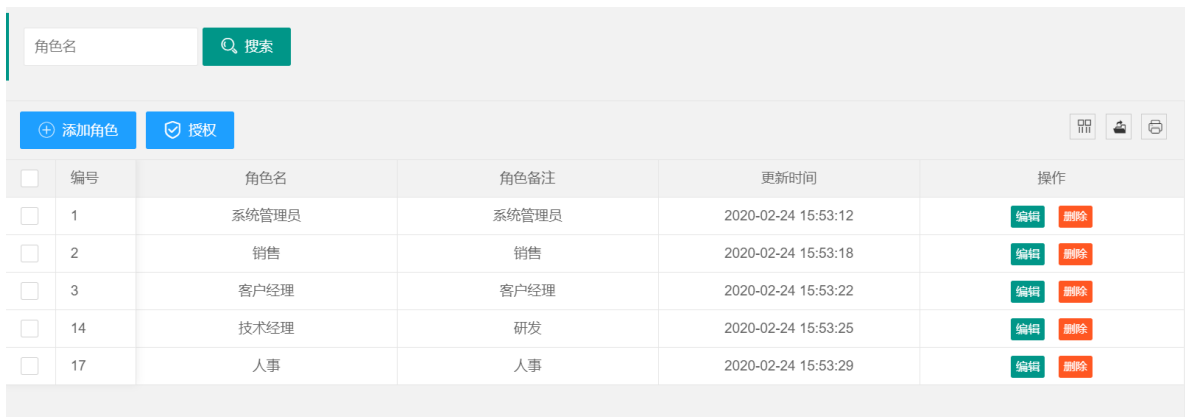 角色名 搜索
添加角色 授权
编号 角色名 角色备注 更新时间 操作
1 系统管理员 系统管理员 2020-02-24 15:53:12 编辑 删除
2 销售 销售 2020-02-24 15:53:18 编辑 删除
3 客户经理 客户经理 2020-02-24 15:53:22 编辑 删除
14 技术经理 研发 2020-02-24 15:53:25 编辑 删除
17 人事 人事 2020-02-24 15:53:29 编辑 删除